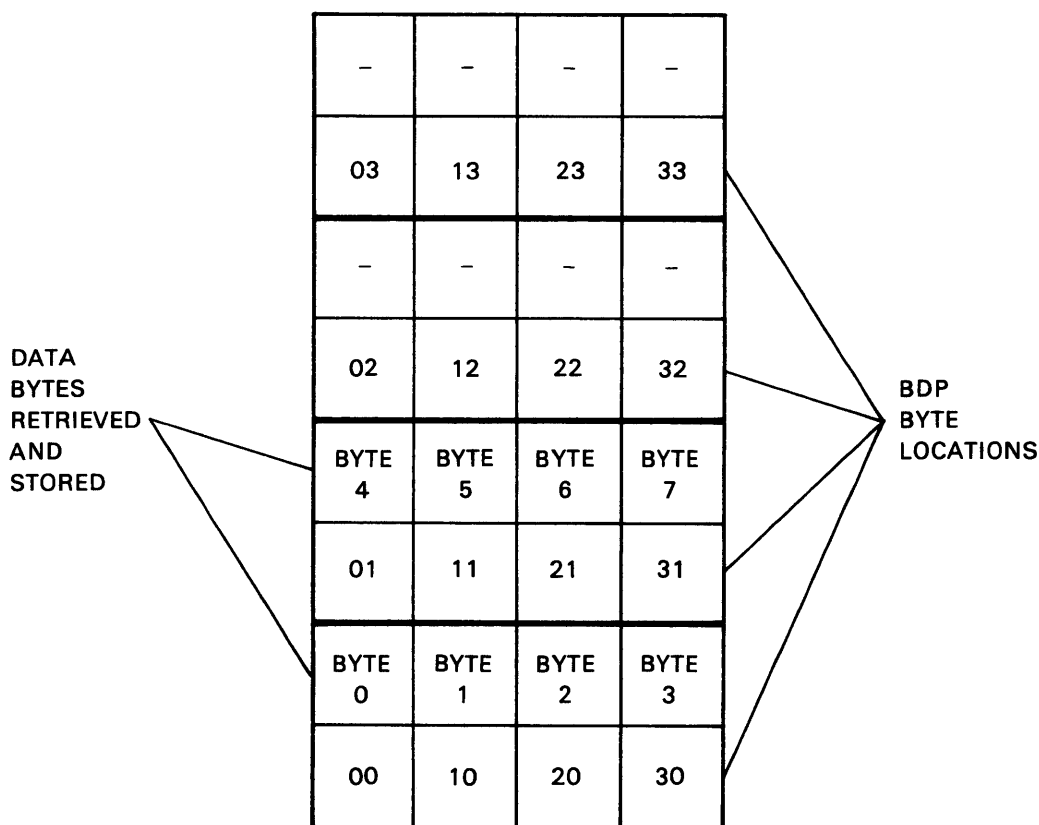 – – – –
03 13 23 33
– – – –
02 12 22 32
DATA
BYTES
RETRIEVED
AND
STORED
BDP
BYTE
LOCATIONS
BYTE BYTE BYTE BYTE
4 5 6 7
01 11 21 31
BYTE BYTE BYTE BYTE
0 1 2 3
00 10 20 30